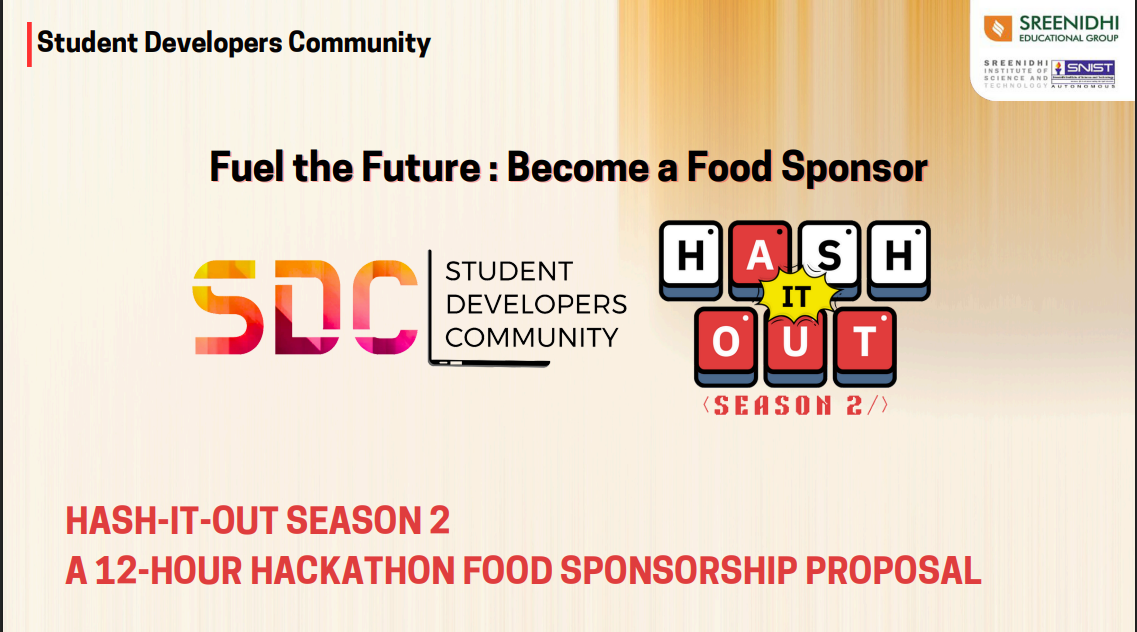 Student Developers Community
SREENIDHI
EDUCATIONAL GROUP
SREENIDHI
INSTITUTE OF
SCIENCE AND
TECHNOLOGY
SNIST
AUTONOMOUS
Fuel the Future : Become a Food Sponsor
SDC
STUDENT
DEVELOPERS
COMMUNITY
HASH
IT
OUT
<SEASON 2/>
HASH-IT-OUT SEASON 2
A 12-HOUR HACKATHON FOOD SPONSORSHIP PROPOSAL